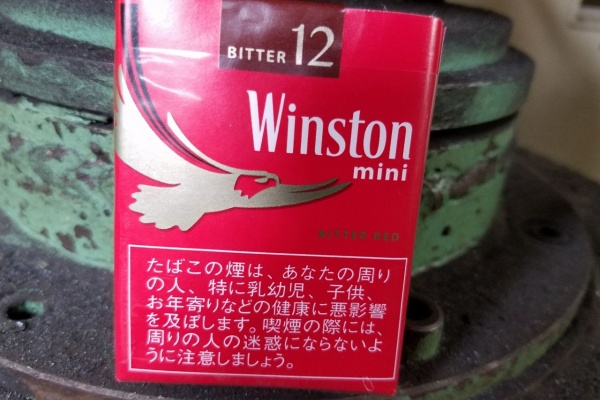 BITTER 12
Winston
mini
BITTER RED
たばこの煙は、あなたの周り
の人、特に乳幼児、子供、
お年寄りなどの健康に悪影響
を及ぼします。喫煙の際には、
周りの人の迷惑にならないよ
うに注意しましょう。